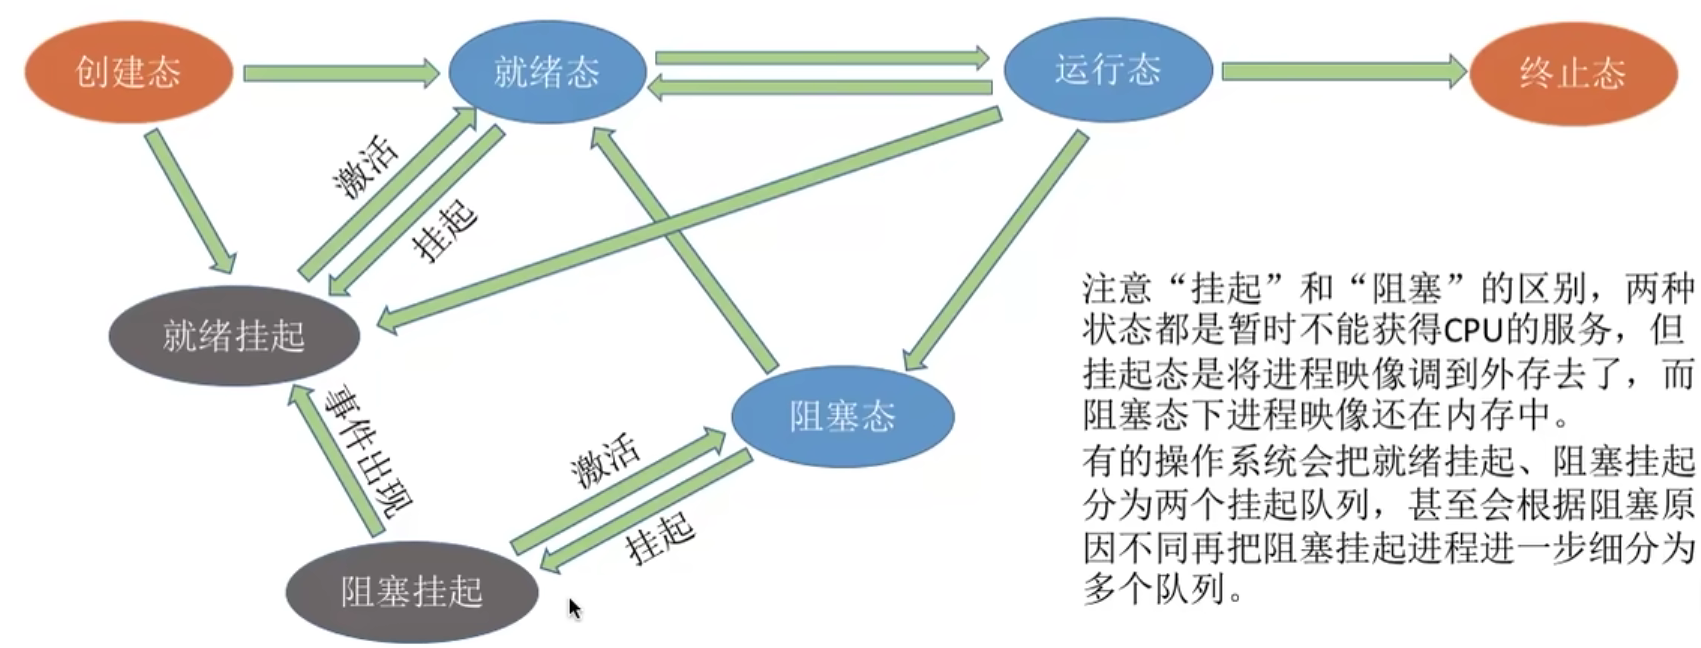 创建态
就绪态
运行态
终止态
激活
挂起
就绪挂起
事件出现
阻塞态
激活
挂起
阻塞挂起
注意“挂起”和“阻塞”的区别，两种
状态都是暂时不能获得CPU的服务，但
挂起态是将进程映像调到外存去了，而
阻塞态下进程映像还在内存中。
有的操作系统会把就绪挂起、阻塞挂起
分为两个挂起队列，甚至会根据阻塞原
因不同再把阻塞挂起进程进一步细分为
多个队列。